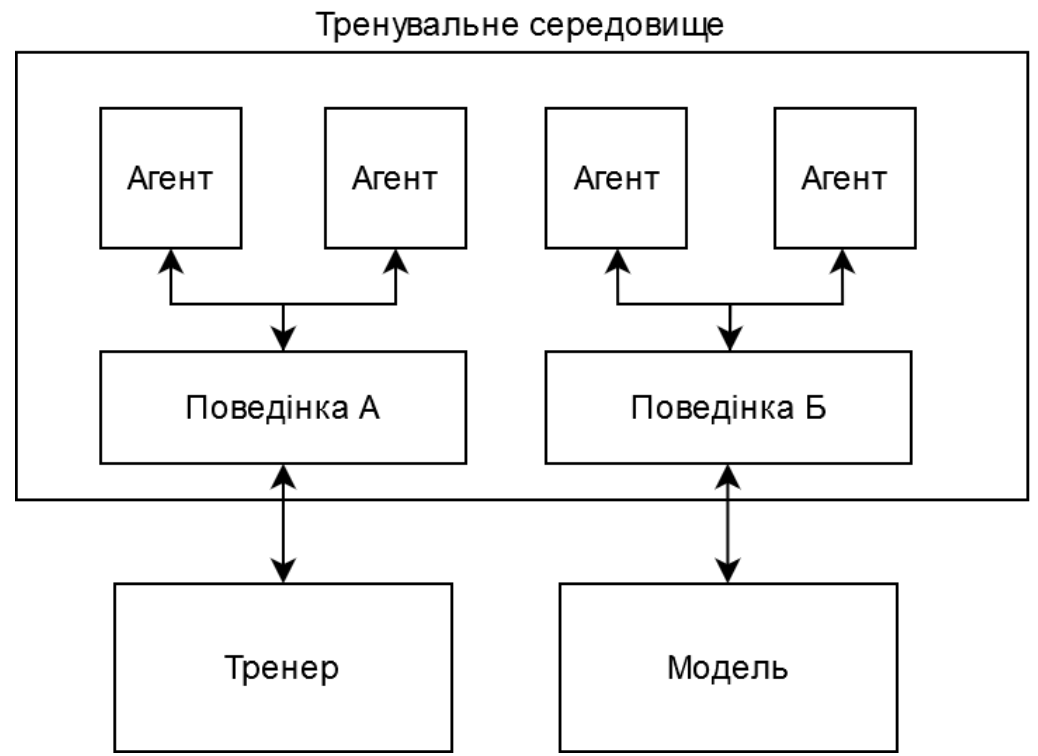 Тренувальне середовище
Агент
Агент
Агент
Агент
Поведінка А
Поведінка Б
Тренер
Модель